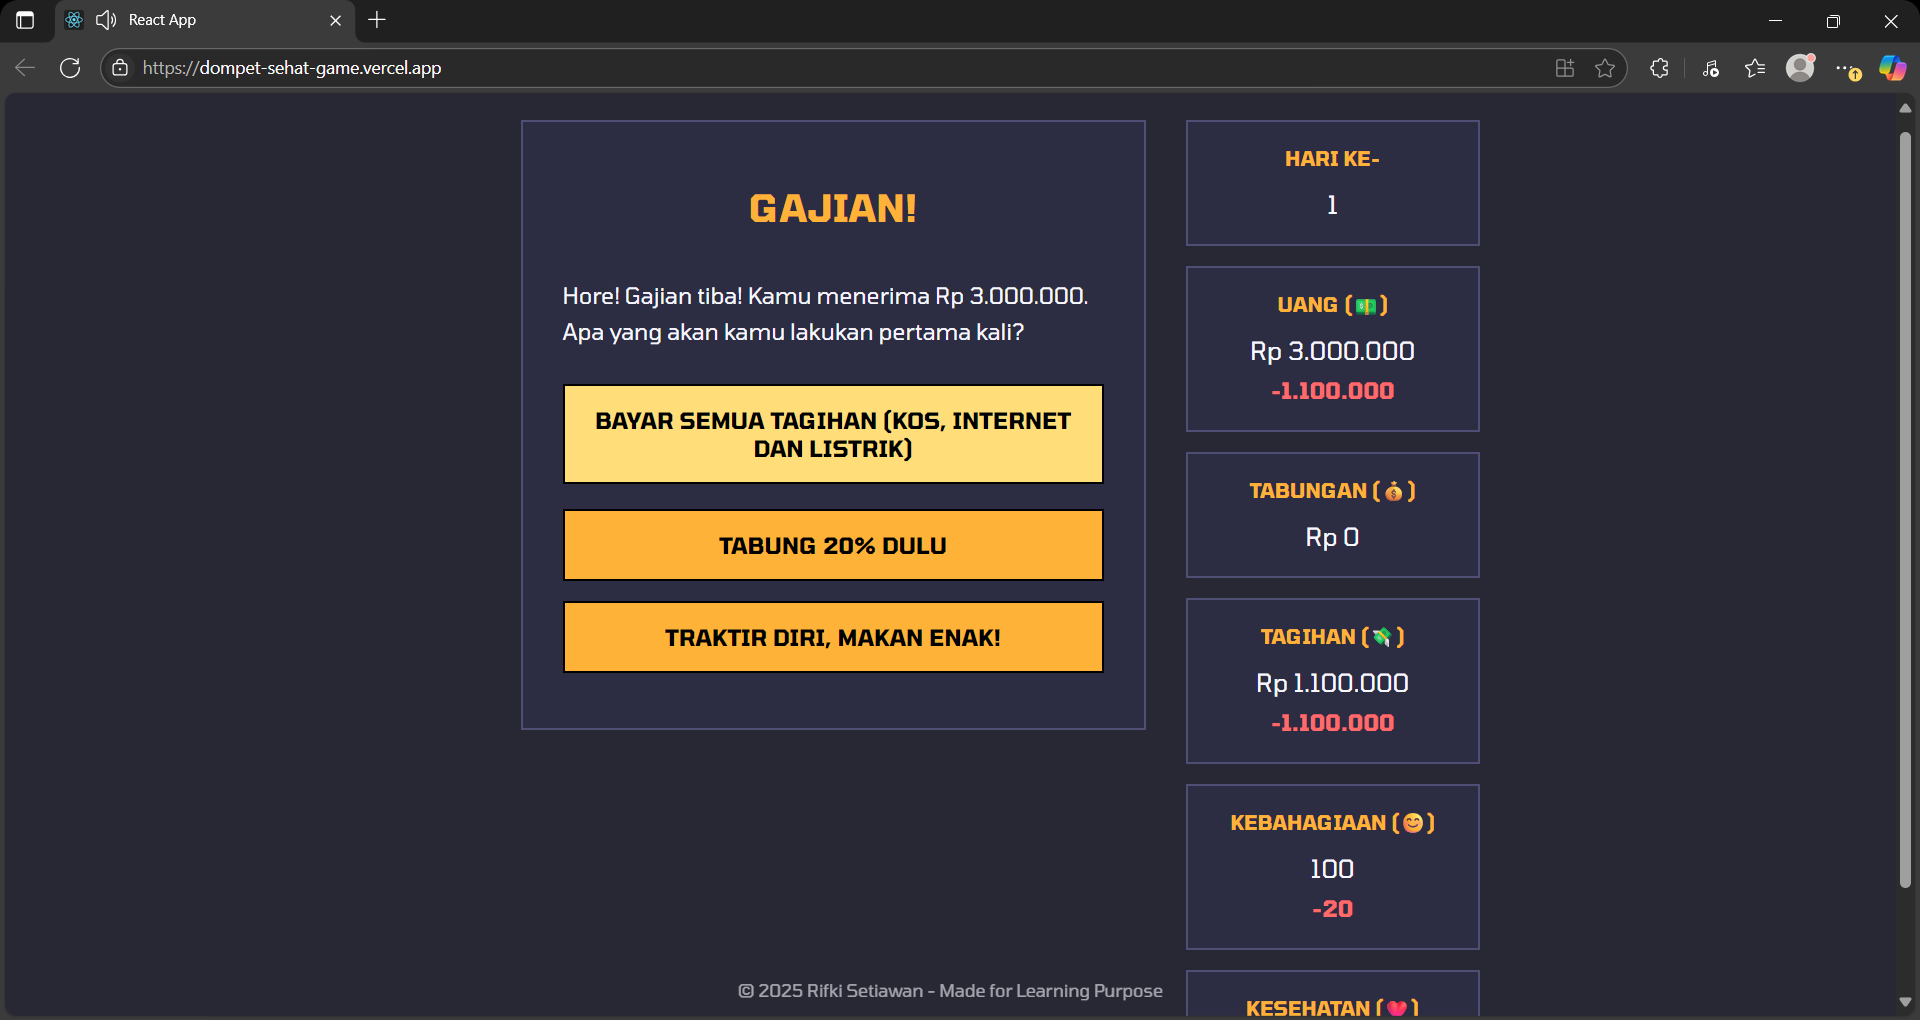 React App
https://dompet-sehat-game.vercel.app
GAJIAN!
Hore! Gajian tiba! Kamu menerima Rp 3.000.000.
Apa yang akan kamu lakukan pertama kali?
BAYAR SEMUA TAGIHAN (KOS, INTERNET
DAN LISTRIK)
TABUNG 20% DULU
TRAKTIR DIRI, MAKAN ENAK!
HARI KE-
1
UANG (💵)
Rp 3.000.000
-1.100.000
TABUNGAN (💰)
Rp 0
TAGIHAN (💸)
Rp 1.100.000
-1.100.000
KEBAHAGIAAN (😊)
100
-20
KESEHATAN (❤️)
© 2025 Rifki Setiawan - Made for Learning Purpose